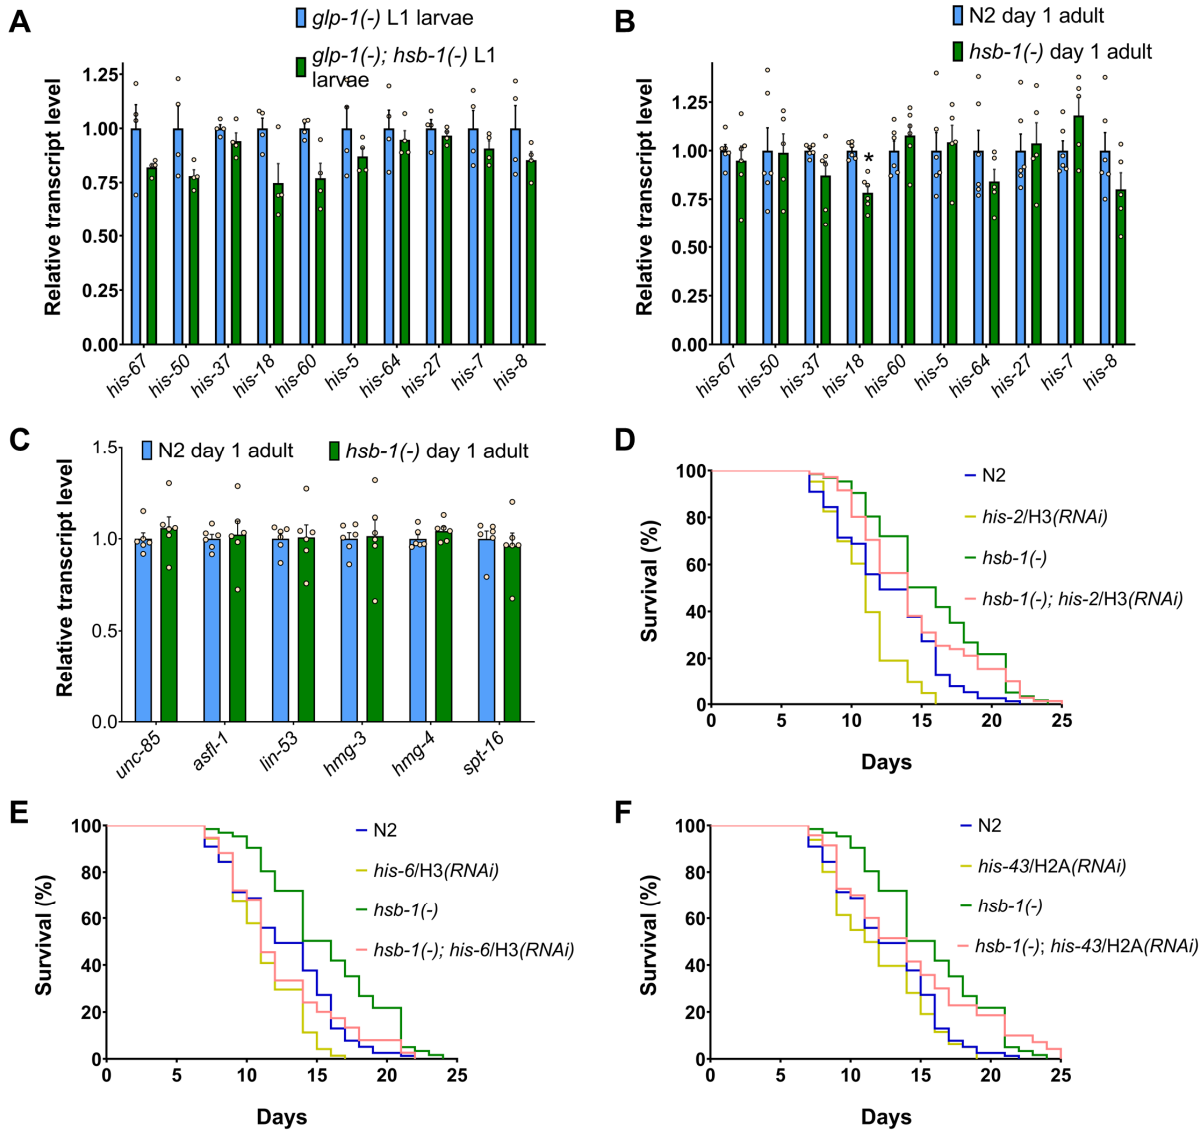 A
glp-1(-) L1 larvae
glp-1(-); hsb-1(-) L1
larvae
Relative transcript level
1.25
1.00
0.75
0.50
0.25
0.00
his-67 his-50 his-37 his-18 his-60 his-5 his-64 his-27 his-7 his-8
B
N2 day 1 adult
hsb-1(-) day 1 adult
Relative transcript level
1.25
1.00
0.75
0.50
0.25
0.00
*
his-67 his-50 his-37 his-18 his-60 his-5 his-64 his-27 his-7 his-8
C
N2 day 1 adult hsb-1(-) day 1 adult
Relative transcript level
1.5
1.0
0.5
0.0
unc-85 asfl-1 lin-53 hmg-3 hmg-4 spt-16
D
Survival (%)
100
80
60
40
20
0
0 5 10 15 20 25
Days
N2
his-2/H3(RNAi)
hsb-1(-)
hsb-1(-); his-2/H3(RNAi)
E
Survival (%)
100
80
60
40
20
0
0 5 10 15 20 25
Days
N2
his-6/H3(RNAi)
hsb-1(-)
hsb-1(-); his-6/H3(RNAi)
F
Survival (%)
100
80
60
40
20
0
0 5 10 15 20 25
Days
N2
his-43/H2A(RNAi)
hsb-1(-)
hsb-1(-); his-43/H2A(RNAi)